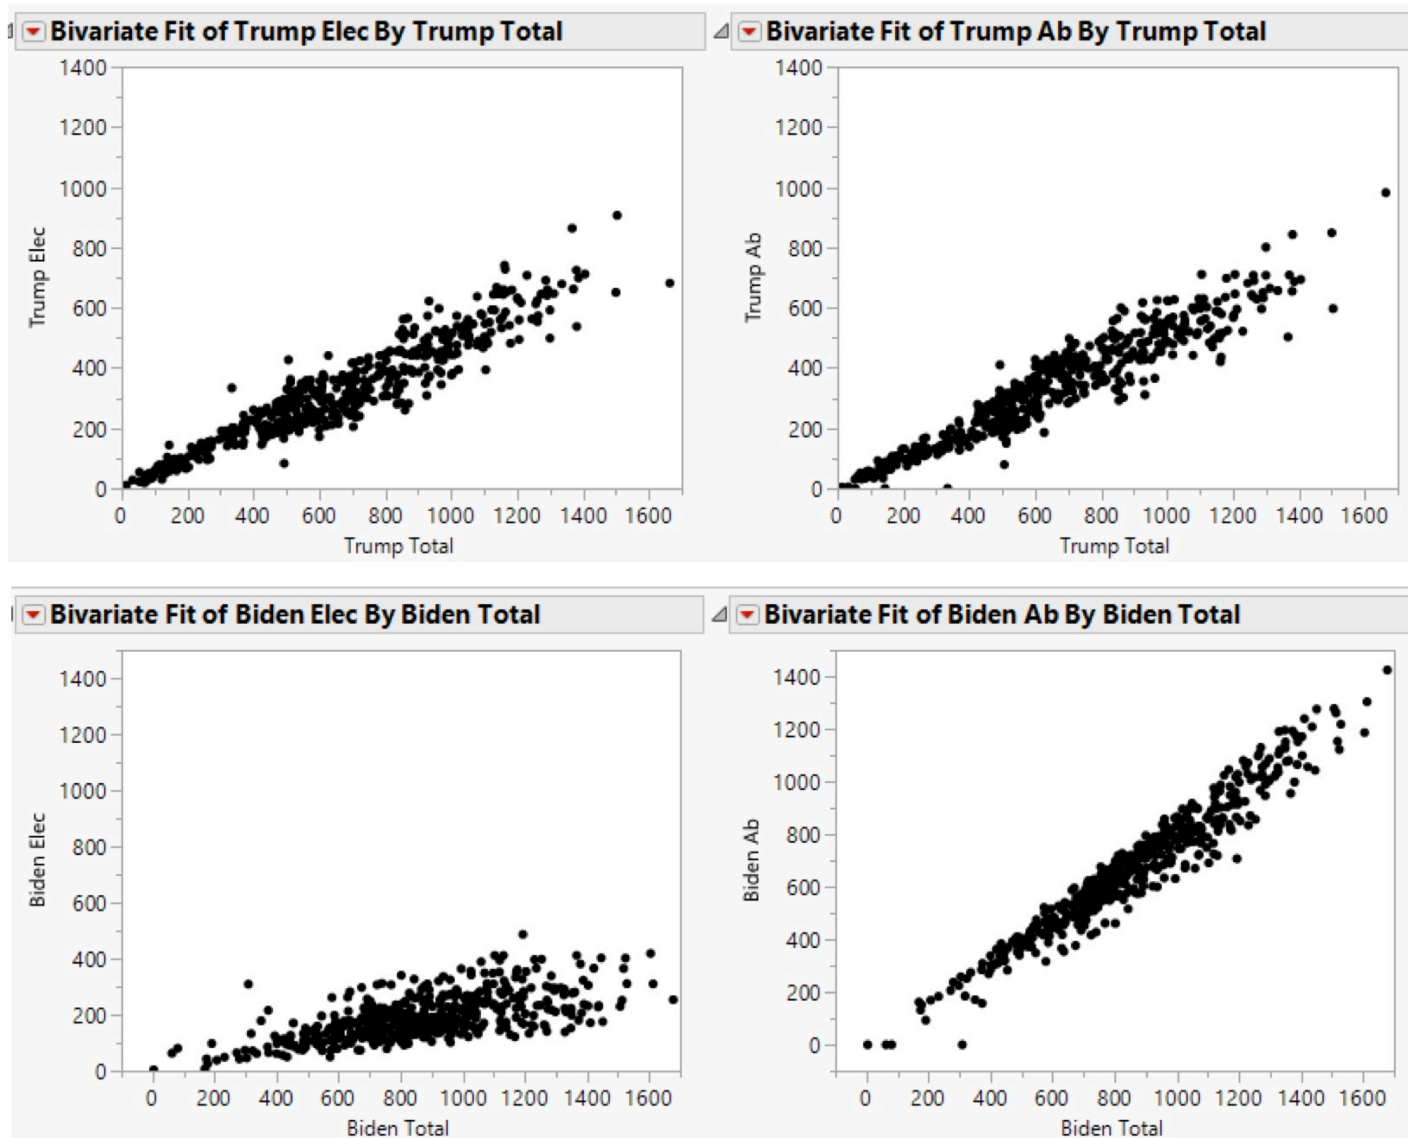 Bivariate Fit of Trump Elec By Trump Total
1400
1200
1000
800
600
400
200
0
Trump Elec
0 200 400 600 800 1000 1200 1400 1600
Trump Total
Bivariate Fit of Trump Ab By Trump Total
1400
1200
1000
800
600
400
200
0
Trump Ab
0 200 400 600 800 1000 1200 1400 1600
Trump Total
Bivariate Fit of Biden Elec By Biden Total
1400
1200
1000
800
600
400
200
0
Biden Elec
0 200 400 600 800 1000 1200 1400 1600
Biden Total
Bivariate Fit of Biden Ab By Biden Total
1400
1200
1000
800
600
400
200
0
Biden Ab
0 200 400 600 800 1000 1200 1400 1600
Biden Total